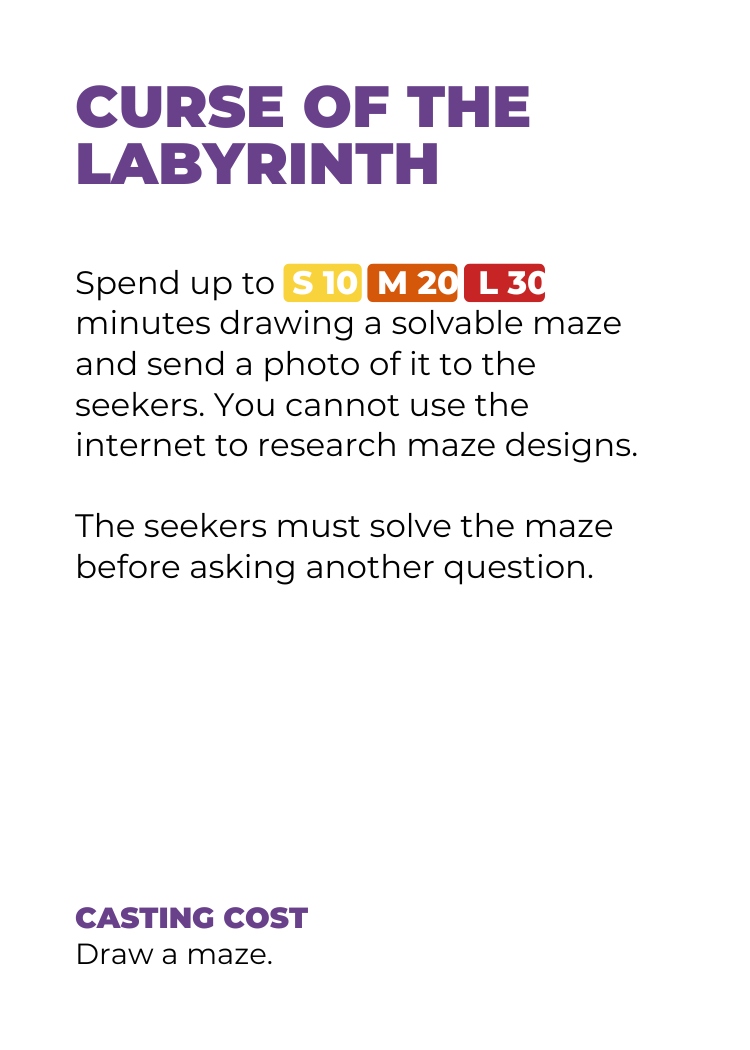 CURSE OF THE
LABYRINTH
Spend up to S 10 M 20 L 30
minutes drawing a solvable maze
and send a photo of it to the
seekers. You cannot use the
internet to research maze designs.
The seekers must solve the maze
before asking another question.
CASTING COST
Draw a maze.